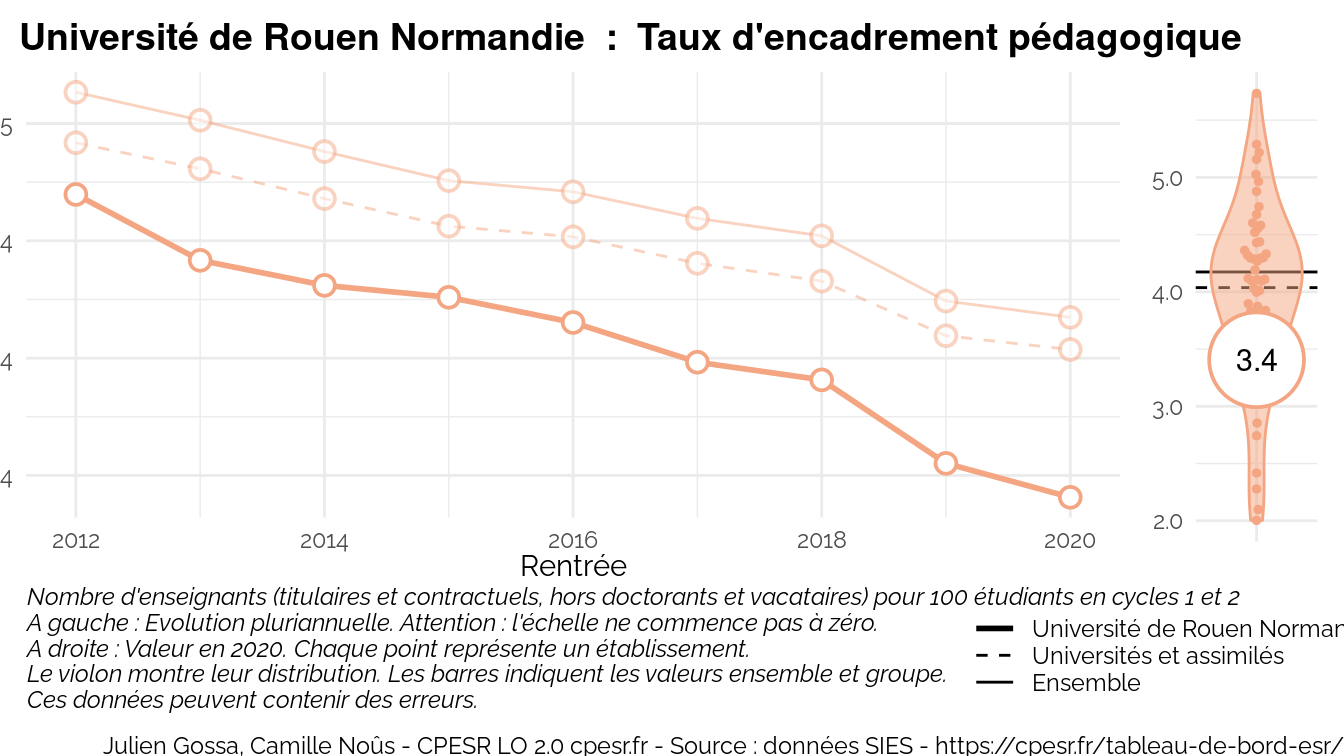 Université de Rouen Normandie : Taux d'encadrement pédagogique
5
4
4
4
2012 2014 2016 2018 2020
Rentrée
5.0
4.0
3.4
3.0
2.0
Nombre d'enseignants (titulaires et contractuels, hors doctorants et vacataires) pour 100 étudiants en cycles 1 et 2
A gauche : Evolution pluriannuelle. Attention : l'échelle ne commence pas à zéro.
A droite : Valeur en 2020. Chaque point représente un établissement.
Le violon montre leur distribution. Les barres indiquent les valeurs ensemble et groupe.
Ces données peuvent contenir des erreurs.
Université de Rouen Norman
Universités et assimilés
Ensemble
Julien Gossa, Camille Noûs - CPESR LO 2.0 cpesr.fr - Source : données SIES - https://cpesr.fr/tableau-de-bord-esr/